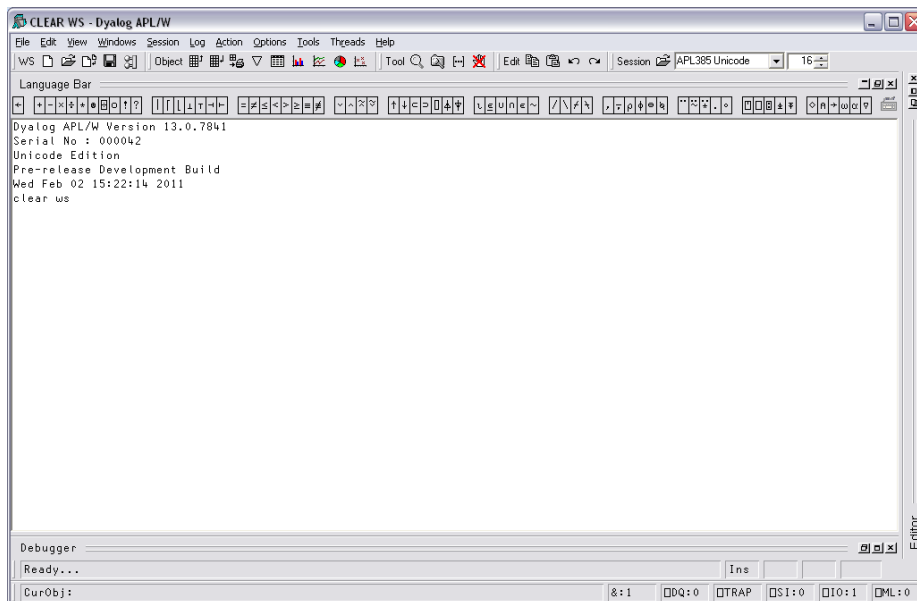 CLEAR WS - Dyalog APL/W
File Edit View Windows Session Log Action Options Tools Threads Help
WS Object Tool Edit Session APL385 Unicode 16
Language Bar
Dyalog APL/W Version 13.0.7841
Serial No : 000042
Unicode Edition
Pre-release Development Build
Wed Feb 02 15:22:14 2011
clear ws
Editor
Debugger
Ready... Ins
CurObj: &:1 ⎕DQ:0 ⎕TRAP ⎕SI:0 ⎕IO:1 ⎕ML:0